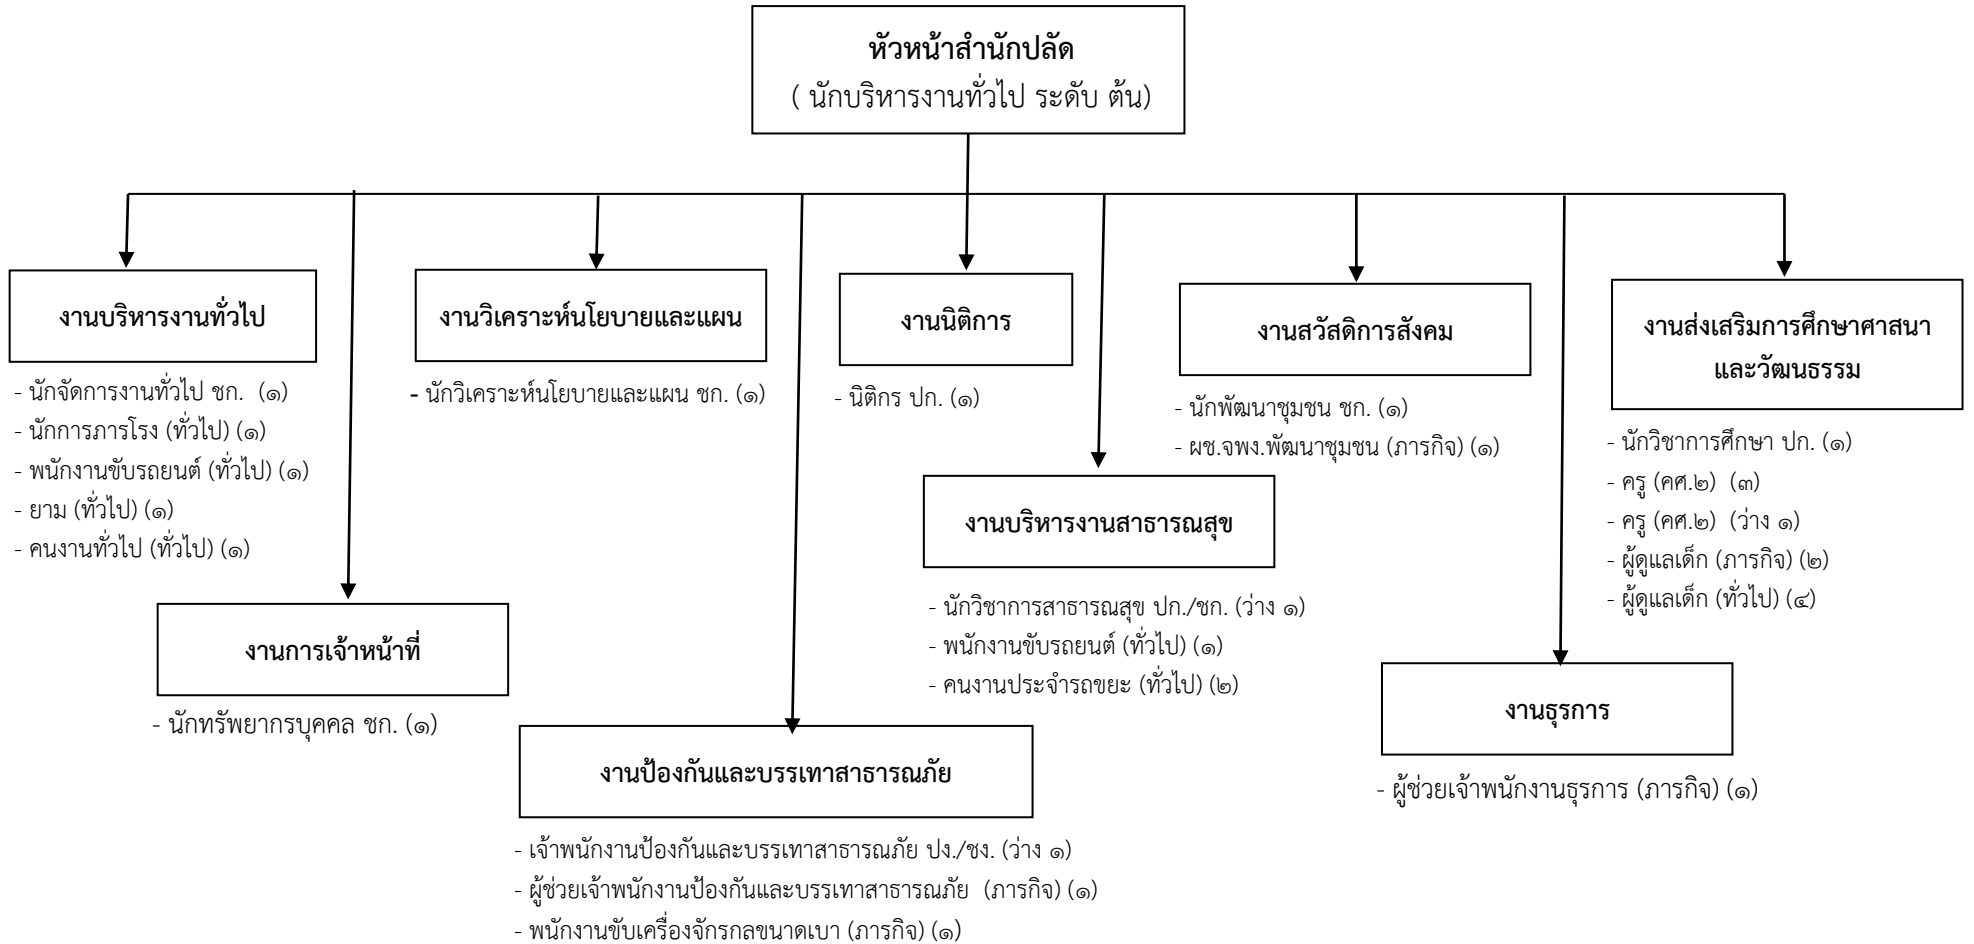 หัวหน้าสำนักปลัด
( นักบริหารงานทั่วไป ระดับ ต้น)
งานบริหารงานทั่วไป
- นักจัดการงานทั่วไป ชก. (๑)
- นักการภารโรง (ทั่วไป) (๑)
- พนักงานขับรถยนต์ (ทั่วไป) (๑)
- ยาม (ทั่วไป) (๑)
- คนงานทั่วไป (ทั่วไป) (๑)
งานการเจ้าหน้าที่
- นักทรัพยากรบุคคล ชก. (๑)
งานวิเคราะห์นโยบายและแผน
- นักวิเคราะห์นโยบายและแผน ชก. (๑)
งานป้องกันและบรรเทาสาธารณภัย
- เจ้าพนักงานป้องกันและบรรเทาสาธารณภัย ปง./ชง. (ว่าง ๑)
- ผู้ช่วยเจ้าพนักงานป้องกันและบรรเทาสาธารณภัย (ภารกิจ) (๑)
- พนักงานขับเครื่องจักรกลขนาดเบา (ภารกิจ) (๑)
งานนิติการ
- นิติกร ปก. (๑)
งานบริหารงานสาธารณสุข
- นักวิชาการสาธารณสุข ปก./ชก. (ว่าง ๑)
- พนักงานขับรถยนต์ (ทั่วไป) (๑)
- คนงานประจำรถขยะ (ทั่วไป) (๒)
งานสวัสดิการสังคม
- นักพัฒนาชุมชน ชก. (๑)
- ผช.จพง.พัฒนาชุมชน (ภารกิจ) (๑)
งานธุรการ
- ผู้ช่วยเจ้าพนักงานธุรการ (ภารกิจ) (๑)
งานส่งเสริมการศึกษาศาสนา
และวัฒนธรรม
- นักวิชาการศึกษา ปก. (๑)
- ครู (คศ.๒) (๓)
- ครู (คศ.๒) (ว่าง ๑)
- ผู้ดูแลเด็ก (ภารกิจ) (๒)
- ผู้ดูแลเด็ก (ทั่วไป) (๔)